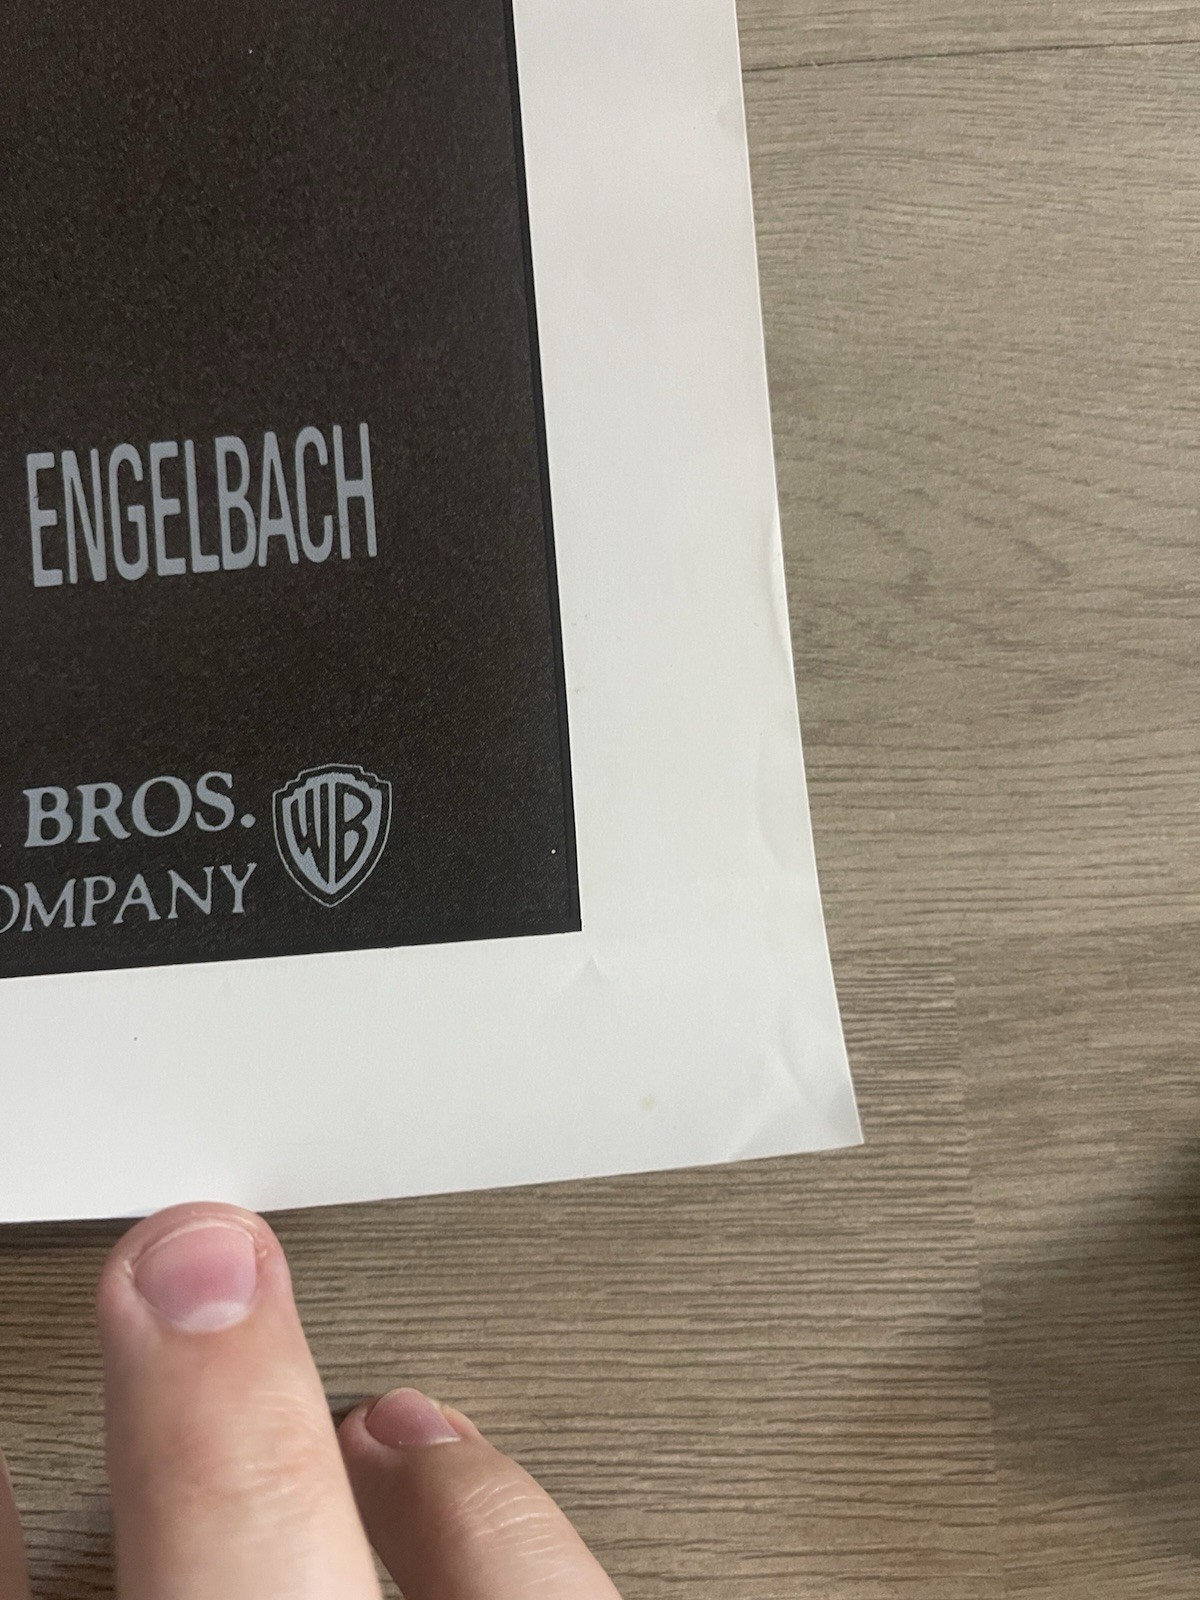 ENGELBACH
BROS.
OMPANY
WB